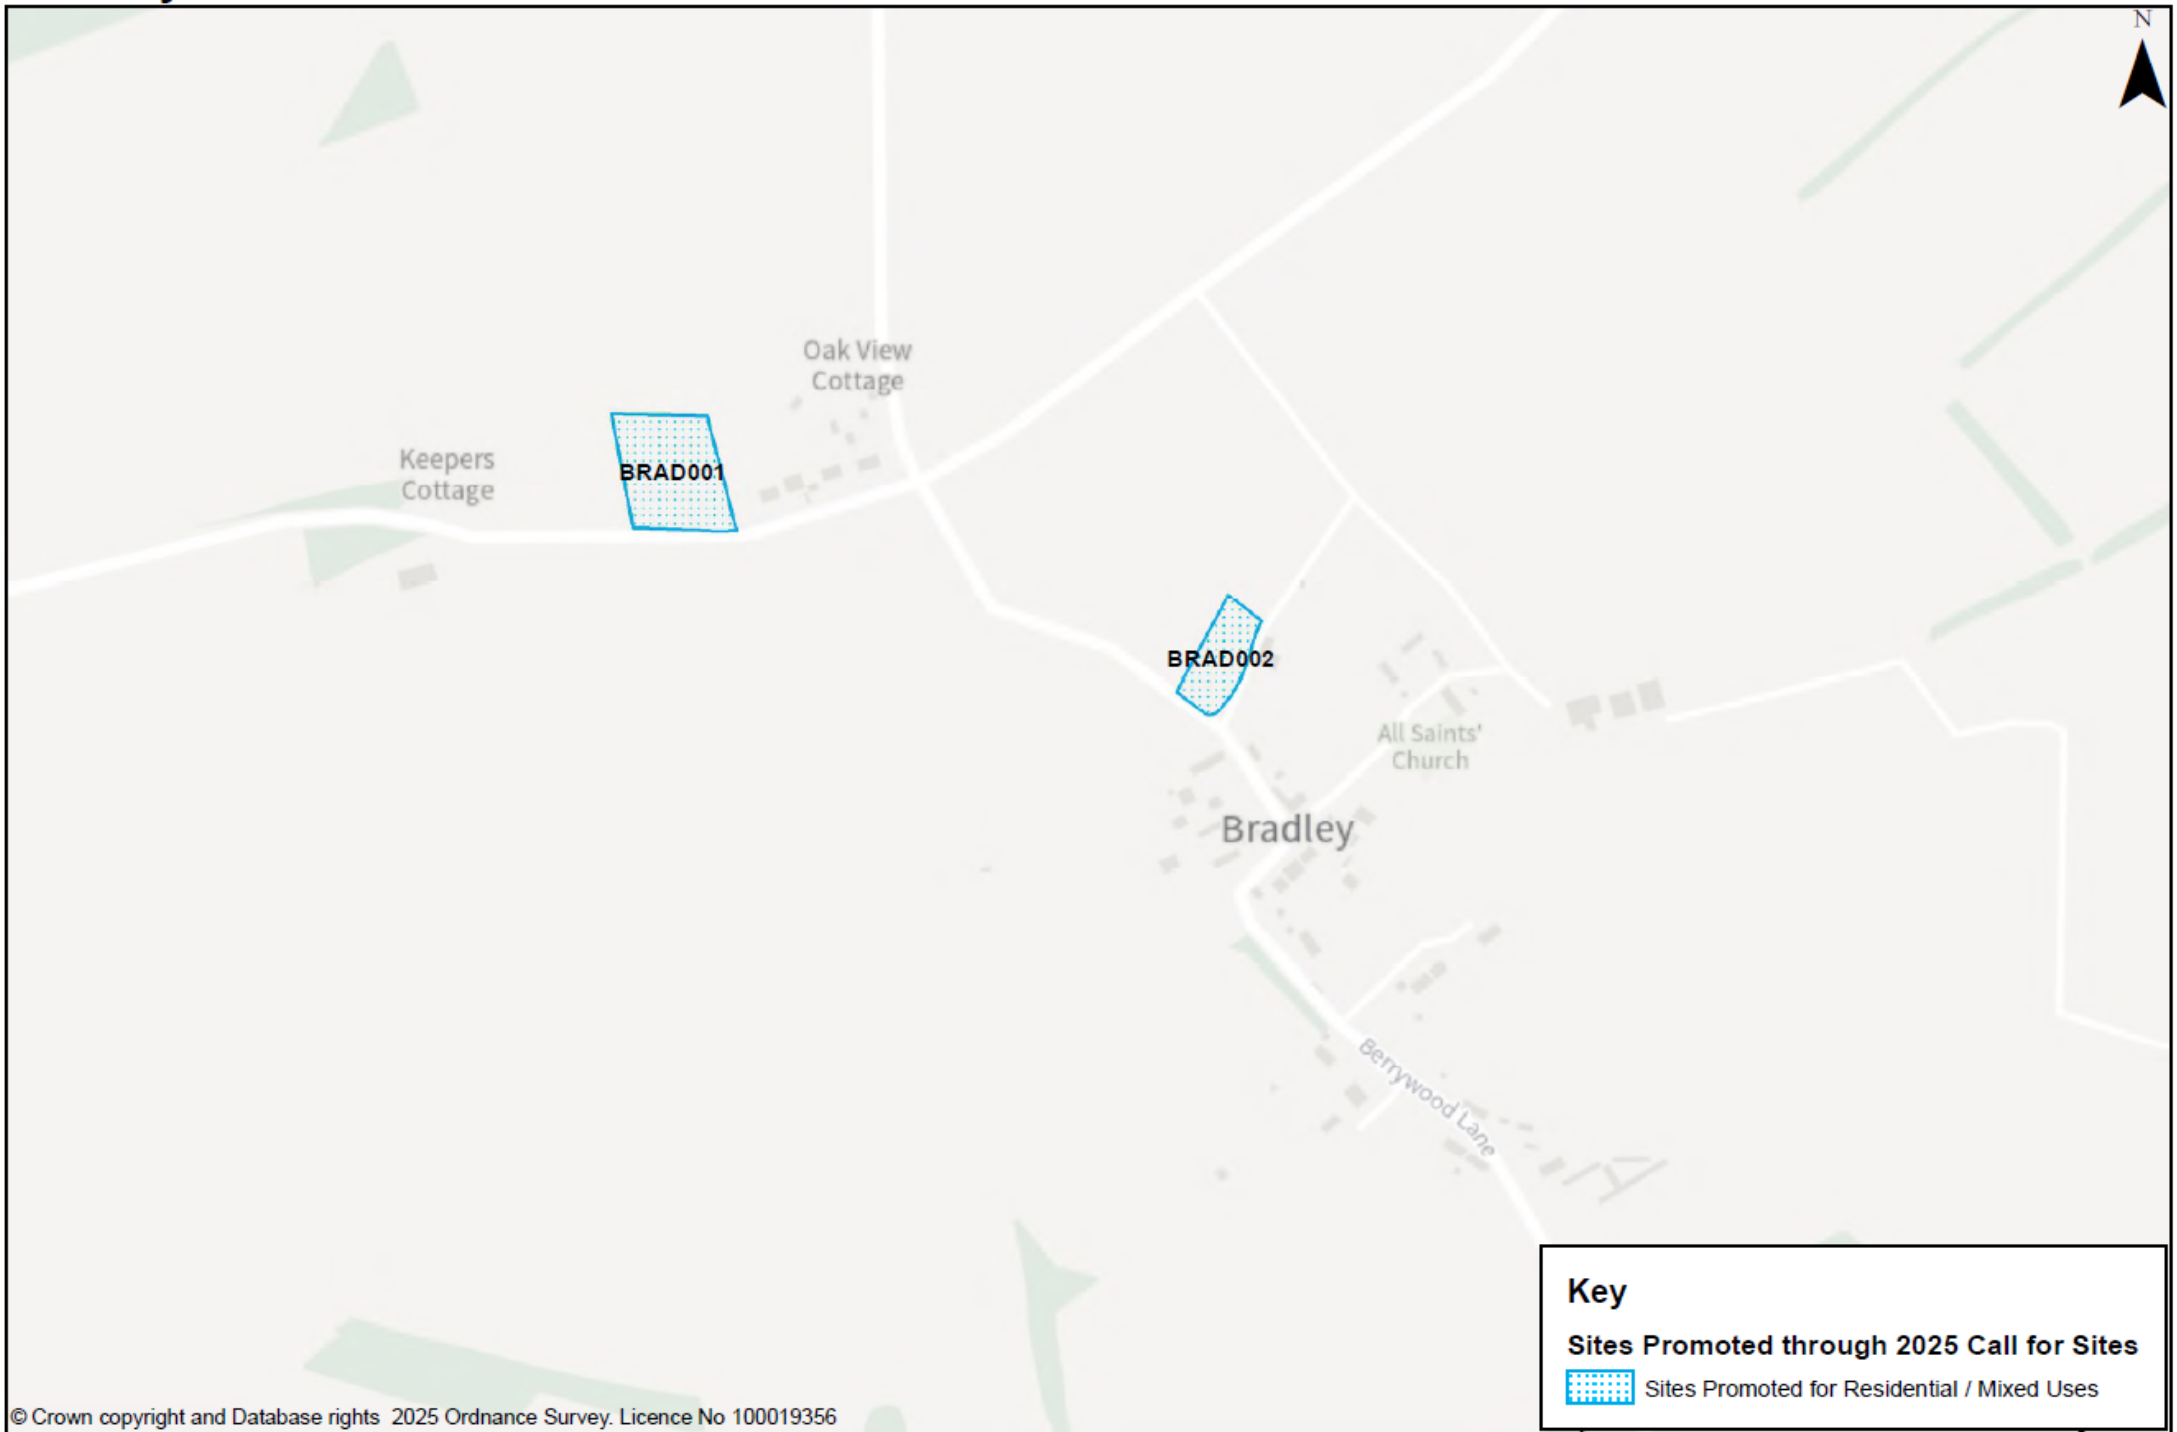 N
Oak View
Cottage
Keepers
Cottage
BRAD001
BRAD002
All Saints'
Church
Bradley
Berrywood Lane
Key
Sites Promoted through 2025 Call for Sites
Sites Promoted for Residential / Mixed Uses
© Crown copyright and Database rights 2025 Ordnance Survey. Licence No 100019356